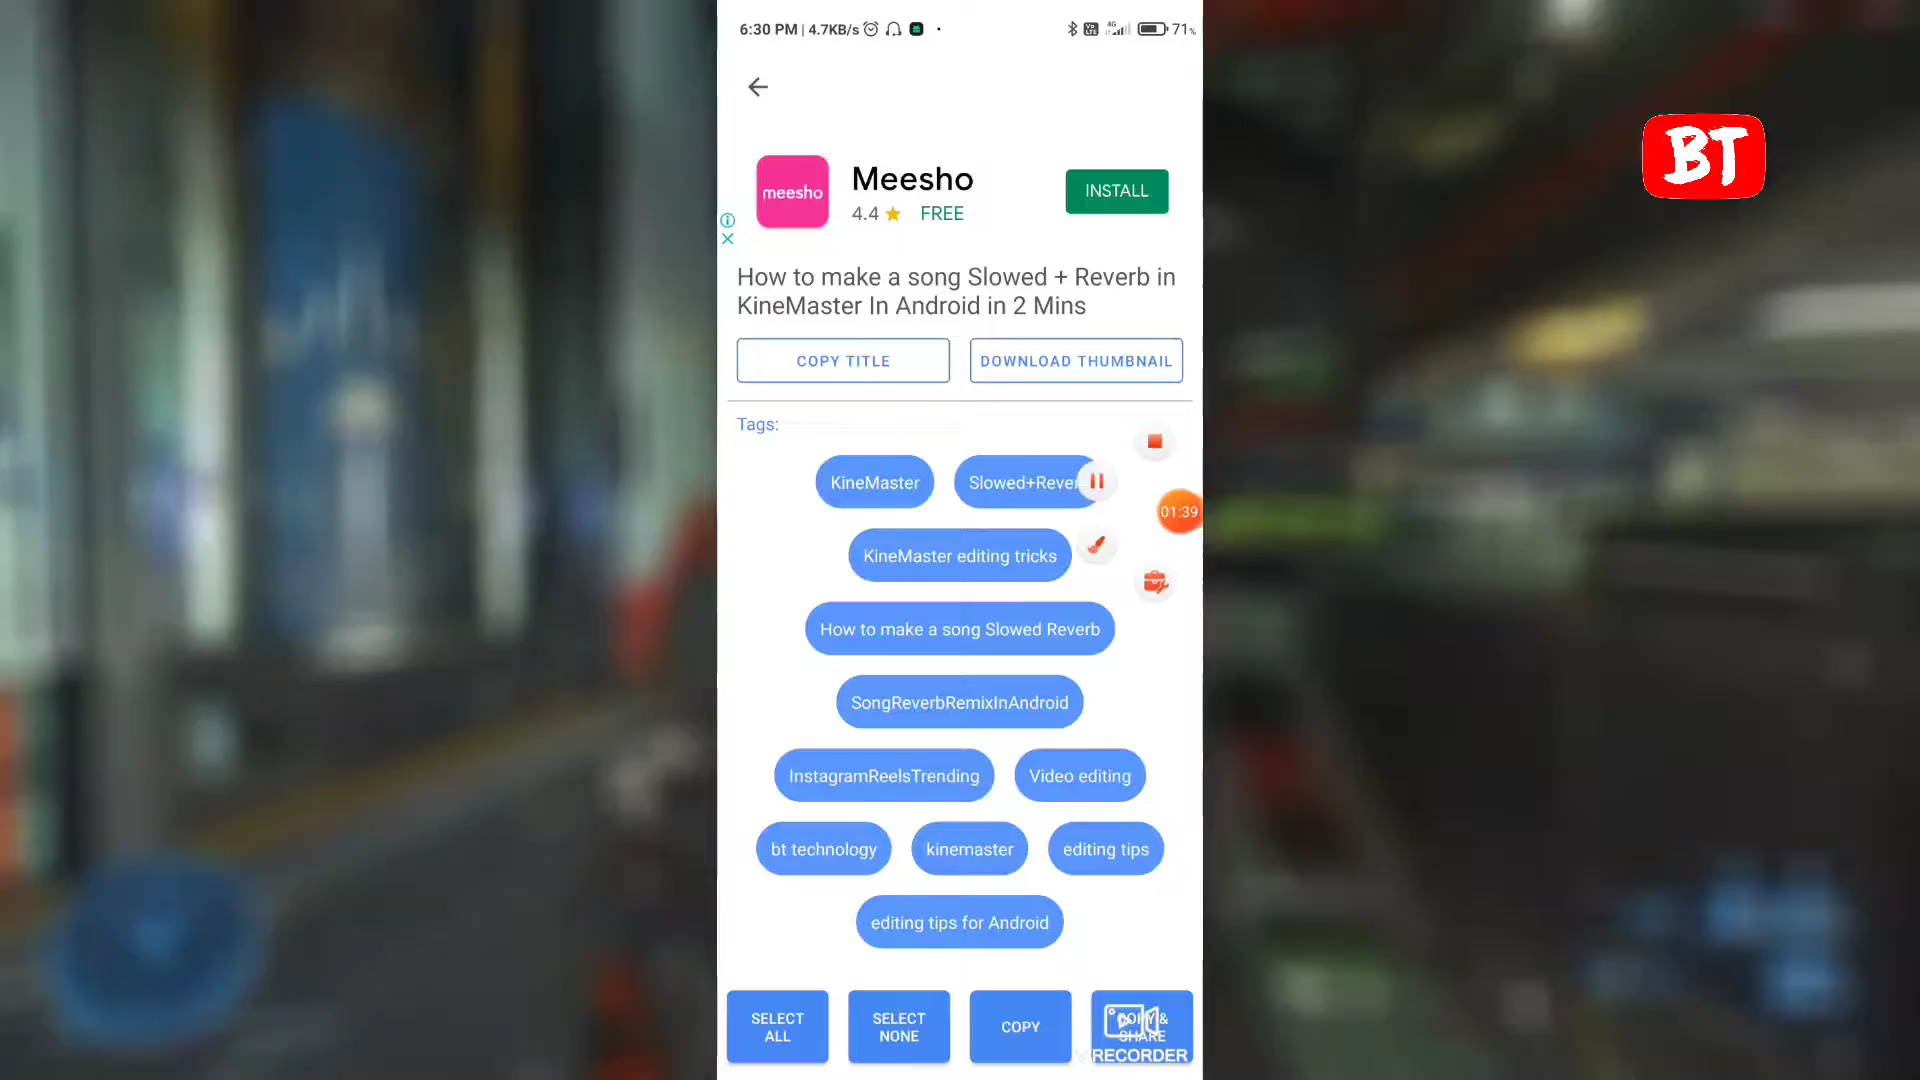 6:30 PM | 4.7KB/s
4G
71%
BT
meesho
Meesho
4.4 ★ FREE
INSTALL
How to make a song Slowed + Reverb in
KineMaster In Android in 2 Mins
COPY TITLE
DOWNLOAD THUMBNAIL
Tags:
KineMaster
01:39
KineMaster editing tricks
How to make a song Slowed Reverb
SongReverbRemixInAndroid
InstagramReelsTrending
Video editing
bt technology
kinemaster
editing tips
editing tips for Android
SELECT
ALL
SELECT
NONE
COPY
COPY &
SHARE
RECORDER